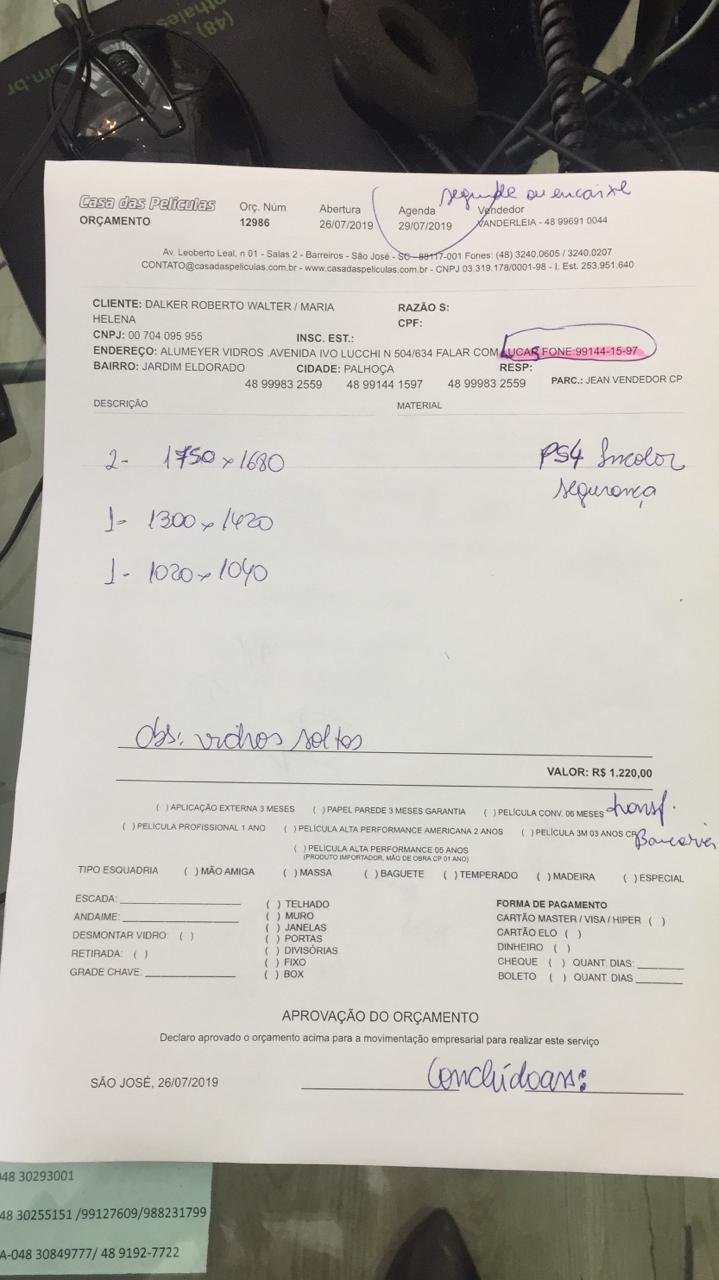 segunda ou encaixe
Casa das Películas
ORÇAMENTO
Orç. Núm
12986
Abertura
26/07/2019
Agenda
29/07/2019
Vendedor
VANDERLEIA - 48 99691 0044
Av. Leoberto Leal, n 01 - Salas 2 - Barreiros - São José - SC - 88117-001 Fones: (48) 3240.0605 / 3240.0207
CONTATO@casadaspeliculas.com.br - www.casadaspeliculas.com.br - CNPJ 03.319.178/0001-98 - I. Est. 253.951.640
CLIENTE: DALKER ROBERTO WALTER / MARIA
HELENA
RAZÃO S:
CPF:
CNPJ: 00 704 095 955
INSC. EST.:
ENDEREÇO: ALUMEYER VIDROS .AVENIDA IVO LUCCHI N 504/634 FALAR COM LUCAS FONE:99144-15-97
BAIRRO: JARDIM ELDORADO CIDADE: PALHOÇA RESP:
48 99983 2559 48 99144 1597 48 99983 2559 PARC.: JEAN VENDEDOR CP
DESCRIÇÃO MATERIAL
2- 1750 x 1680
PS4 Incolor
segurança
1- 1300 x 1420
1- 1020 x 1040
Obs: vidros soltos
VALOR: R$ 1.220,00
( ) APLICAÇÃO EXTERNA 3 MESES ( ) PAPEL PAREDE 3 MESES GARANTIA ( ) PELÍCULA CONV. 06 MESES
transf.
( ) PELÍCULA PROFISSIONAL 1 ANO ( ) PELÍCULA ALTA PERFORMANCE AMERICANA 2 ANOS ( ) PELÍCULA 3M 03 ANOS CP
Bancaria
( ) PELÍCULA ALTA PERFORMANCE 05 ANOS
(PRODUTO IMPORTADOR, MÃO DE OBRA CP 01 ANO)
TIPO ESQUADRIA ( ) MÃO AMIGA ( ) MASSA ( ) BAGUETE ( ) TEMPERADO ( ) MADEIRA ( ) ESPECIAL
ESCADA:
ANDAIME:
DESMONTAR VIDRO: ( )
RETIRADA: ( )
GRADE CHAVE:
( ) TELHADO
( ) MURO
( ) JANELAS
( ) PORTAS
( ) DIVISÓRIAS
( ) FIXO
( ) BOX
FORMA DE PAGAMENTO
CARTÃO MASTER / VISA / HIPER ( )
CARTÃO ELO ( )
DINHEIRO ( )
CHEQUE ( ) QUANT. DIAS:
BOLETO ( ) QUANT. DIAS
APROVAÇÃO DO ORÇAMENTO
Declaro aprovado o orçamento acima para a movimentação empresarial para realizar este serviço
SÃO JOSÉ, 26/07/2019
048 30293001
48 30255151 /99127609/988231799
A-048 30849777/ 48 9192-7722